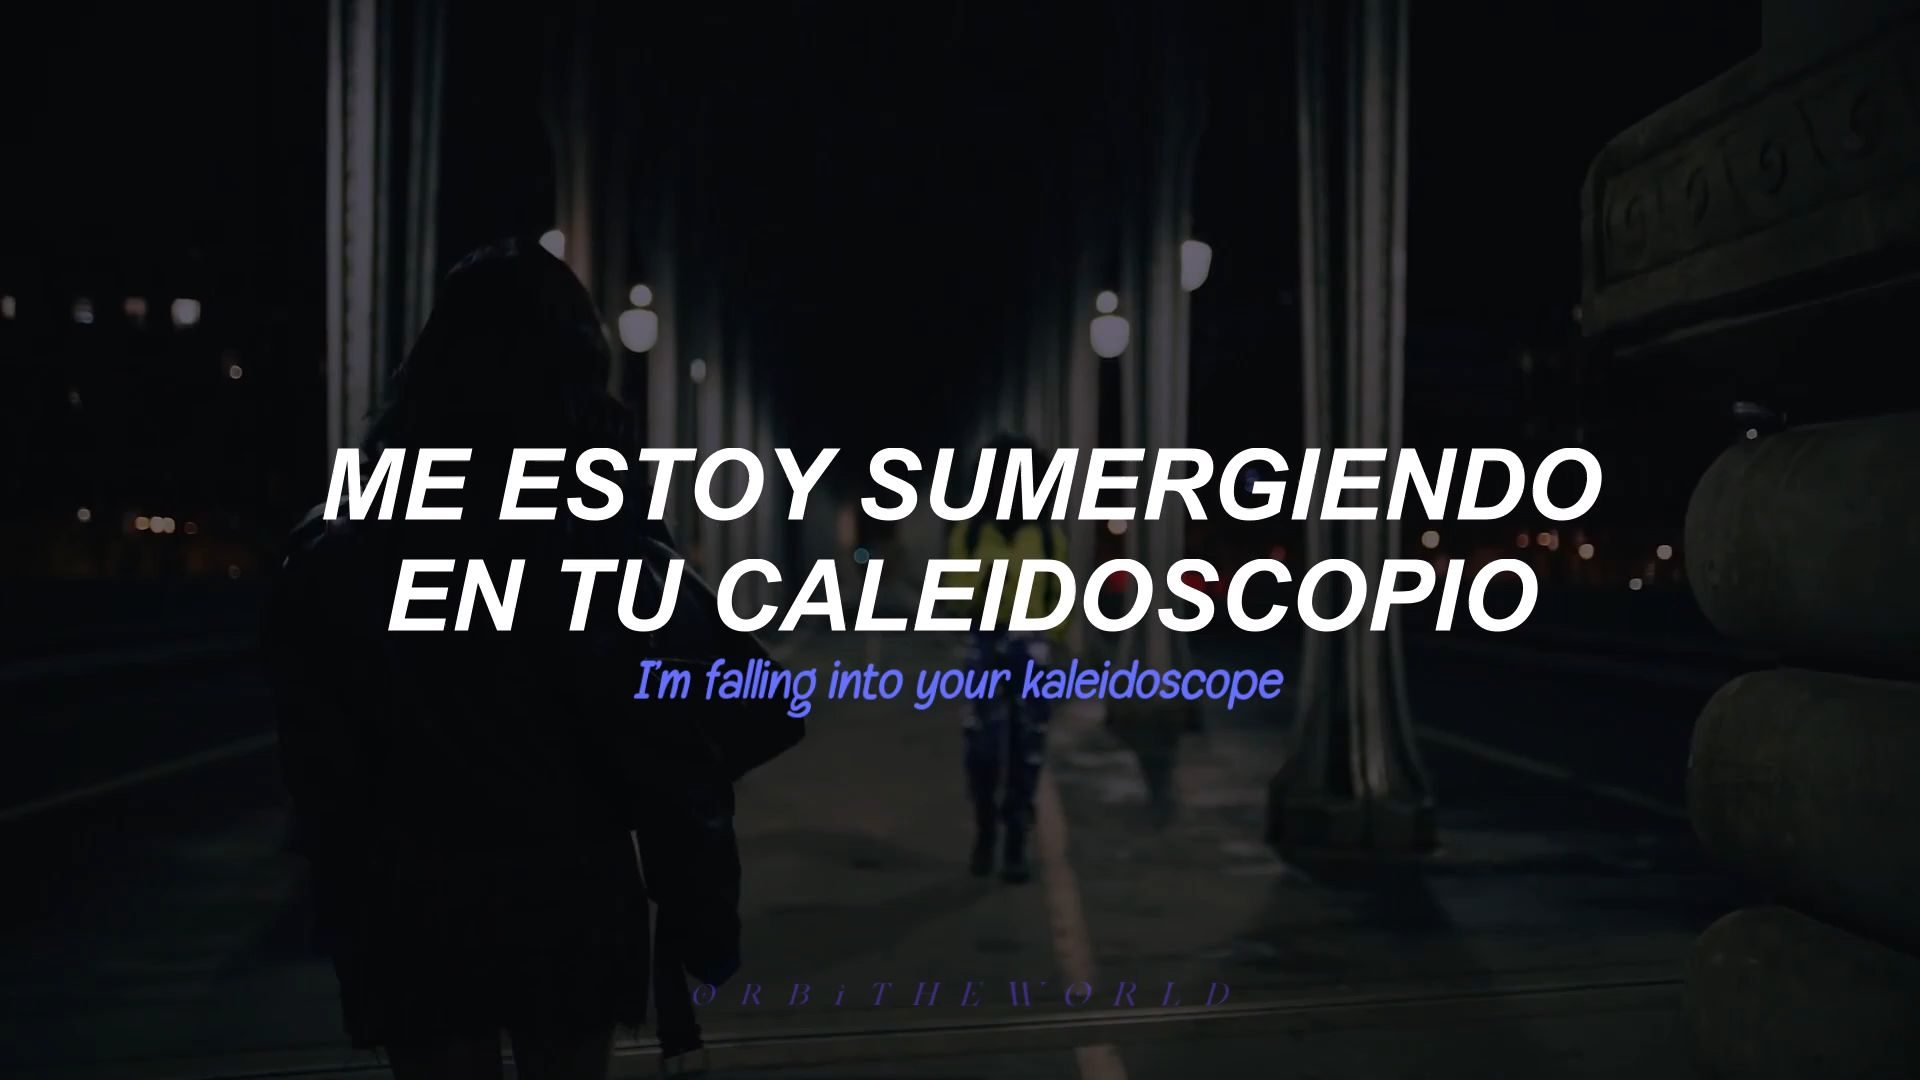 ME ESTOY SUMERGIENDO
EN TU CALEIDOSCOPIO
I'm falling into your kaleidoscope
ORBiTHEWORLD